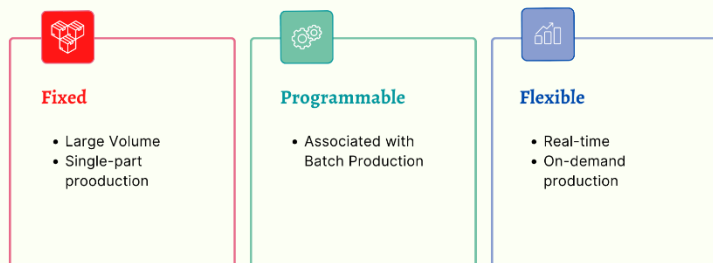 Fixed
• Large Volume
• Single-part
prooduction
Programmable
• Associated with
Batch Production
Flexible
• Real-time
• On-demand
production